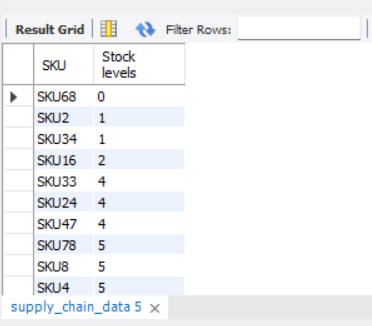 Result Grid Filter Rows:
SKU Stock levels
SKU68 0
SKU2 1
SKU34 1
SKU16 2
SKU33 4
SKU24 4
SKU47 4
SKU78 5
SKU8 5
SKU4 5
supply_chain_data 5 ×